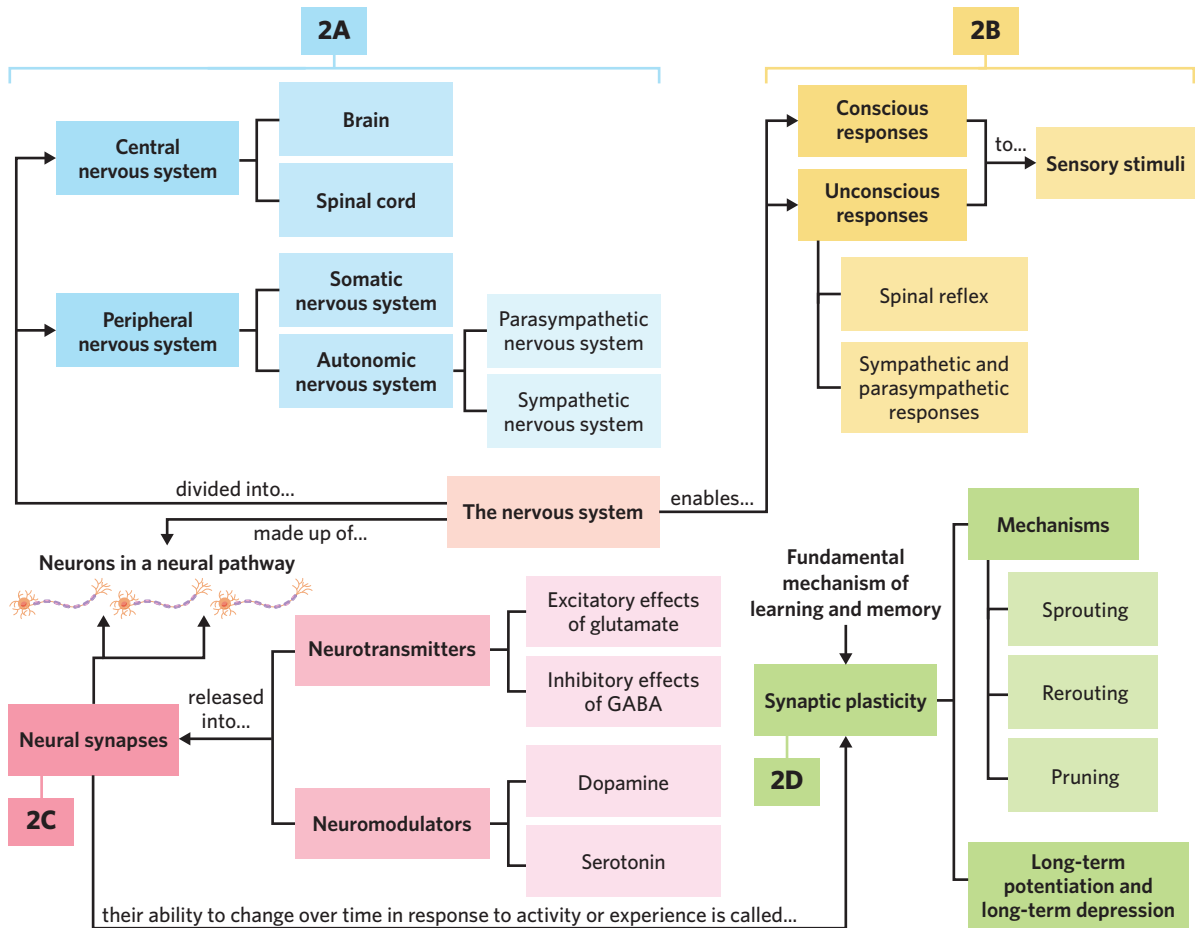 2A
Central
nervous system
Brain
Spinal cord
Peripheral
nervous system
Somatic
nervous system
Autonomic
nervous system
Parasympathetic
nervous system
Sympathetic
nervous system
2B
Conscious
responses
Unconscious
responses
to...
Sensory stimuli
Spinal reflex
Sympathetic and
parasympathetic
responses
divided into...
The nervous system
enables...
made up of...
Neurons in a neural pathway
Neurotransmitters
Excitatory effects
of glutamate
Inhibitory effects
of GABA
released
into...
Neural synapses
2C
Neuromodulators
Dopamine
Serotonin
their ability to change over time in response to activity or experience is called...
Fundamental
mechanism of
learning and memory
Synaptic plasticity
2D
Mechanisms
Sprouting
Rerouting
Pruning
Long-term
potentiation and
long-term depression